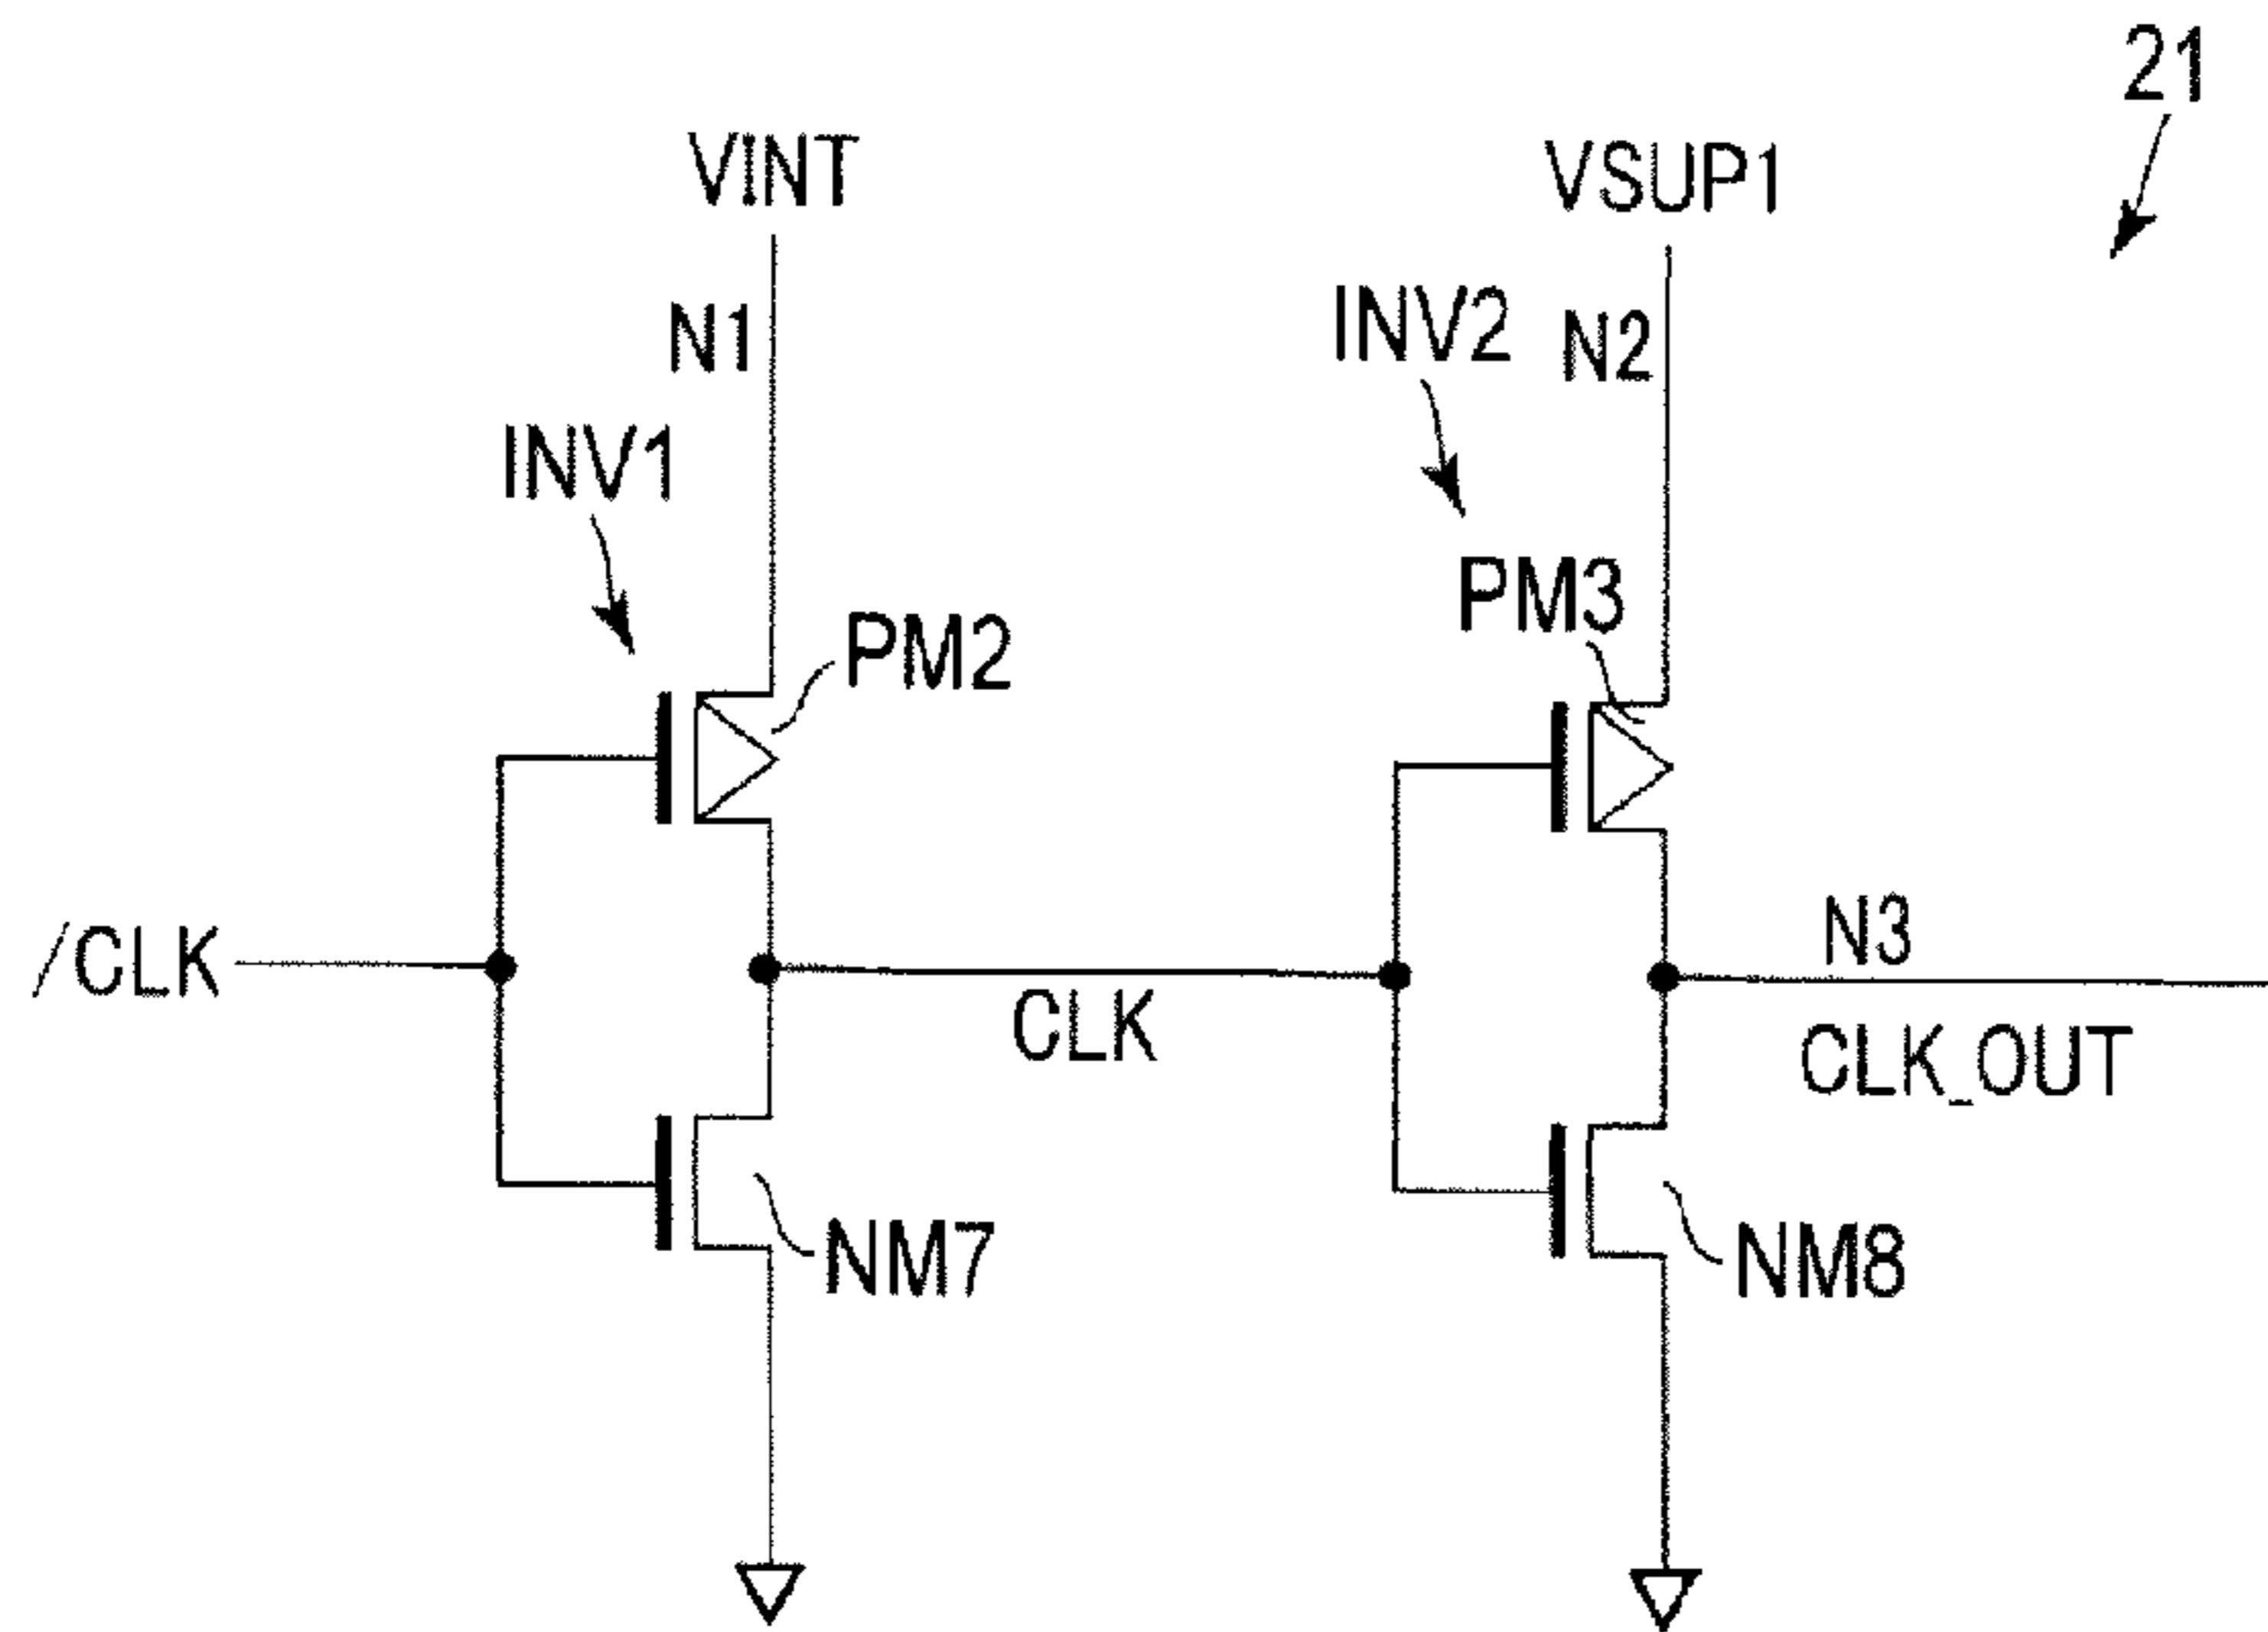 21
VINT
VSUP1
N1
INV2
N2
INV1
PM3
PM2
/CLK
N3
CLK
CLK_OUT
NM7
NM8